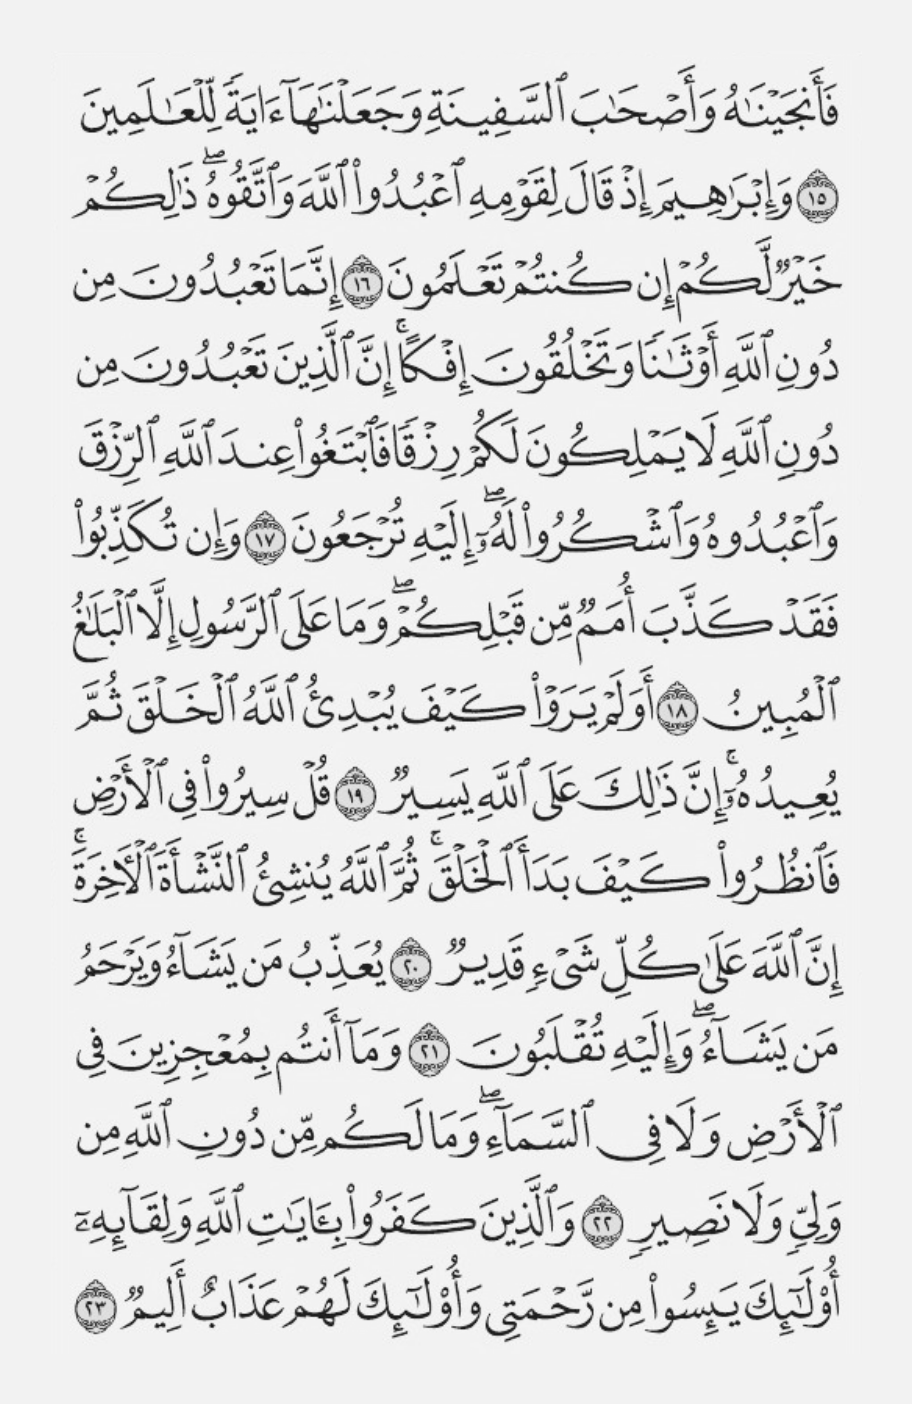 فَأَنجَيْنَٰهُ وَأَصْحَٰبَ ٱلسَّفِينَةِ وَجَعَلْنَٰهَآ ءَايَةً لِّلْعَٰلَمِينَ
۝١٥ وَإِبْرَٰهِيمَ إِذْ قَالَ لِقَوْمِهِ ٱعْبُدُوا۟ ٱللَّهَ وَٱتَّقُوهُ ۖ ذَٰلِكُمْ
خَيْرٌ لَّكُمْ إِن كُنتُمْ تَعْلَمُونَ ۝١٦ إِنَّمَا تَعْبُدُونَ مِن
دُونِ ٱللَّهِ أَوْثَٰنًا وَتَخْلُقُونَ إِفْكًا ۚ إِنَّ ٱلَّذِينَ تَعْبُدُونَ مِن
دُونِ ٱللَّهِ لَا يَمْلِكُونَ لَكُمْ رِزْقًا فَٱبْتَغُوا۟ عِندَ ٱللَّهِ ٱلرِّزْقَ
وَٱعْبُدُوهُ وَٱشْكُرُوا۟ لَهُۥٓ ۖ إِلَيْهِ تُرْجَعُونَ ۝١٧ وَإِن تُكَذِّبُوا۟
فَقَدْ كَذَّبَ أُمَمٌ مِّن قَبْلِكُمْ ۖ وَمَا عَلَى ٱلرَّسُولِ إِلَّا ٱلْبَلَٰغُ
ٱلْمُبِينُ ۝١٨ أَوَلَمْ يَرَوْا۟ كَيْفَ يُبْدِئُ ٱللَّهُ ٱلْخَلْقَ ثُمَّ
يُعِيدُهُۥٓ ۚ إِنَّ ذَٰلِكَ عَلَى ٱللَّهِ يَسِيرٌ ۝١٩ قُلْ سِيرُوا۟ فِى ٱلْأَرْضِ
فَٱنظُرُوا۟ كَيْفَ بَدَأَ ٱلْخَلْقَ ۚ ثُمَّ ٱللَّهُ يُنشِئُ ٱلنَّشْأَةَ ٱلْءَاخِرَةَ ۚ
إِنَّ ٱللَّهَ عَلَىٰ كُلِّ شَىْءٍ قَدِيرٌ ۝٢٠ يُعَذِّبُ مَن يَشَآءُ وَيَرْحَمُ
مَن يَشَآءُ ۖ وَإِلَيْهِ تُقْلَبُونَ ۝٢١ وَمَآ أَنتُم بِمُعْجِزِينَ فِى
ٱلْأَرْضِ وَلَا فِى ٱلسَّمَآءِ ۖ وَمَا لَكُم مِّن دُونِ ٱللَّهِ مِن
وَلِىٍّ وَلَا نَصِيرٍ ۝٢٢ وَٱلَّذِينَ كَفَرُوا۟ بِـَٔايَٰتِ ٱللَّهِ وَلِقَآئِهِۦٓ
أُو۟لَٰٓئِكَ يَئِسُوا۟ مِن رَّحْمَتِى وَأُو۟لَٰٓئِكَ لَهُمْ عَذَابٌ أَلِيمٌ ۝٢٣